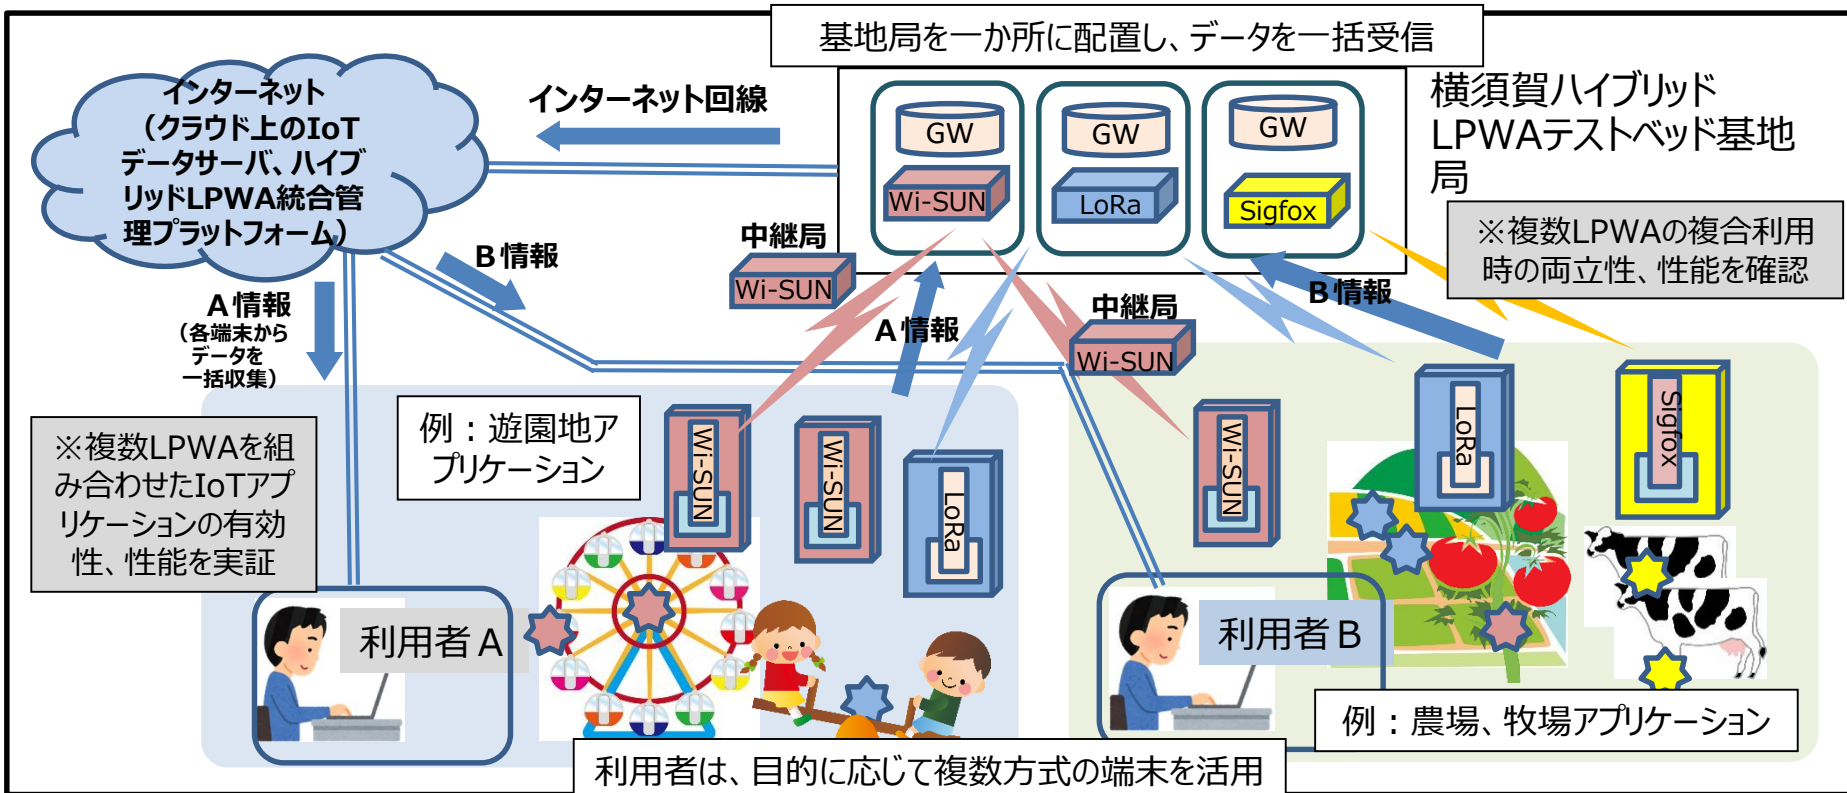 基地局を一か所に配置し、データを一括受信
インターネット
（クラウド上のIoT
データサーバ、ハイブ
リッドLPWA統合管
理プラットフォーム）
インターネット回線
GW
Wi-SUN
GW
LoRa
GW
Sigfox
横須賀ハイブリッド
LPWAテストベッド基地
局
※複数LPWAの複合利用
時の両立性、性能を確認
中継局
Wi-SUN
B情報
A情報
（各端末から
データを
一括収集）
A情報
中継局
Wi-SUN
B情報
※複数LPWAを組
み合わせたIoTアプ
リケーションの有効
性、性能を実証
例：遊園地ア
プリケーション
Wi-SUN
Wi-SUN
LoRa
Wi-SUN
LoRa
Sigfox
利用者A
利用者B
例：農場、牧場アプリケーション
利用者は、目的に応じて複数方式の端末を活用